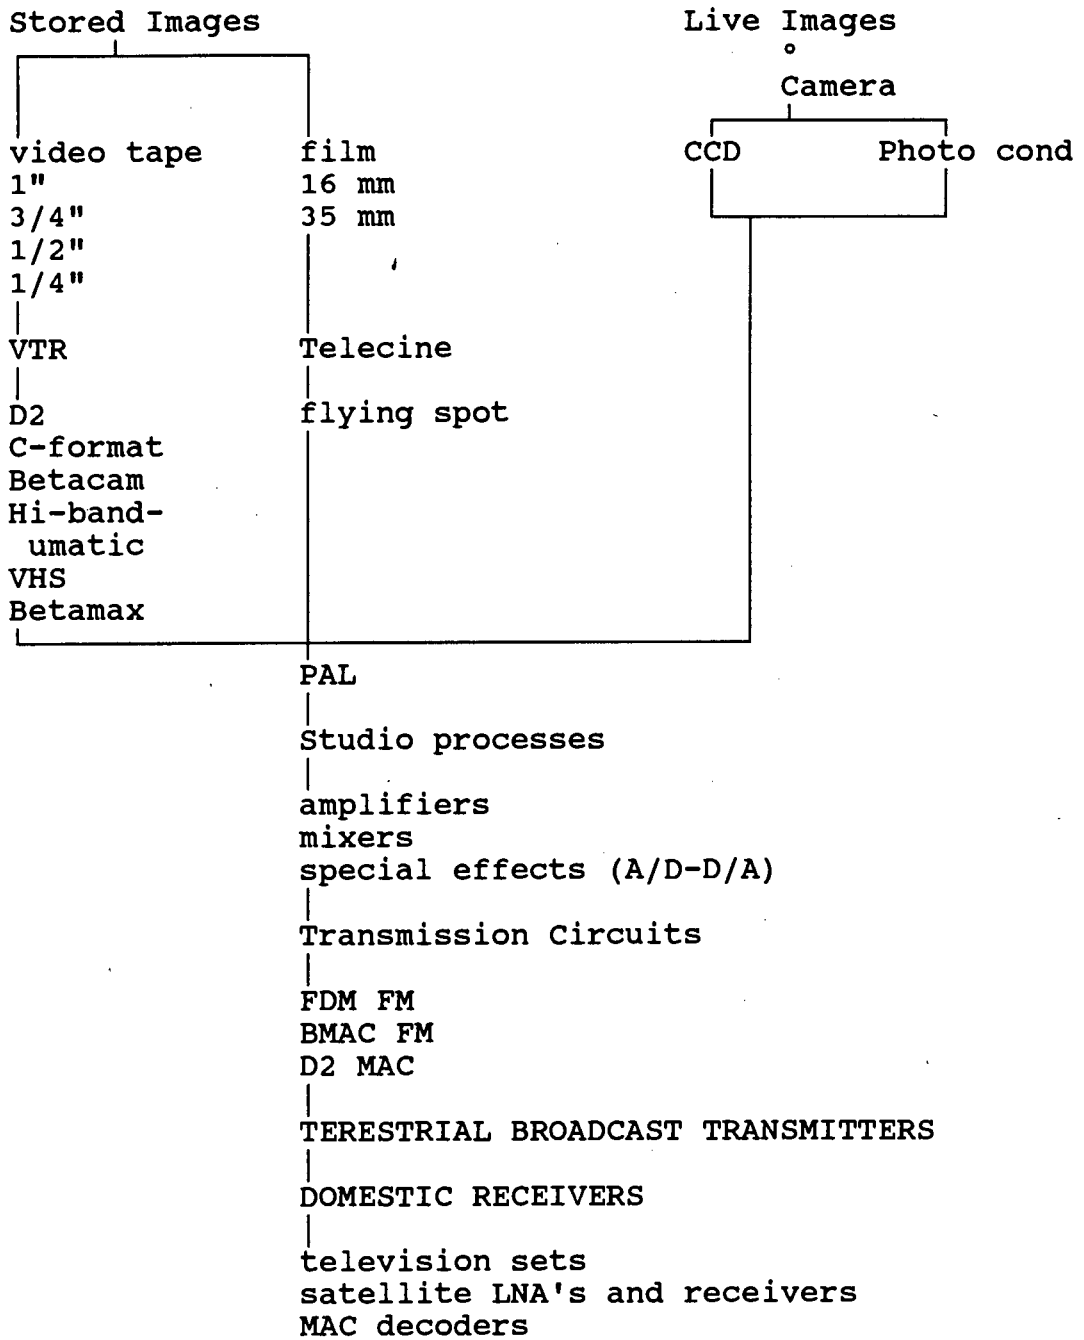 Stored Images
Live Images
Camera
video tape
1"
3/4"
1/2"
1/4"
film
16 mm
35 mm
CCD
Photo cond
VTR
Telecine
D2
C-format
Betacam
Hi-band-
umatic
VHS
Betamax
flying spot
PAL
Studio processes
amplifiers
mixers
special effects (A/D-D/A)
Transmission Circuits
FDM FM
BMAC FM
D2 MAC
TERESTRIAL BROADCAST TRANSMITTERS
DOMESTIC RECEIVERS
television sets
satellite LNA's and receivers
MAC decoders